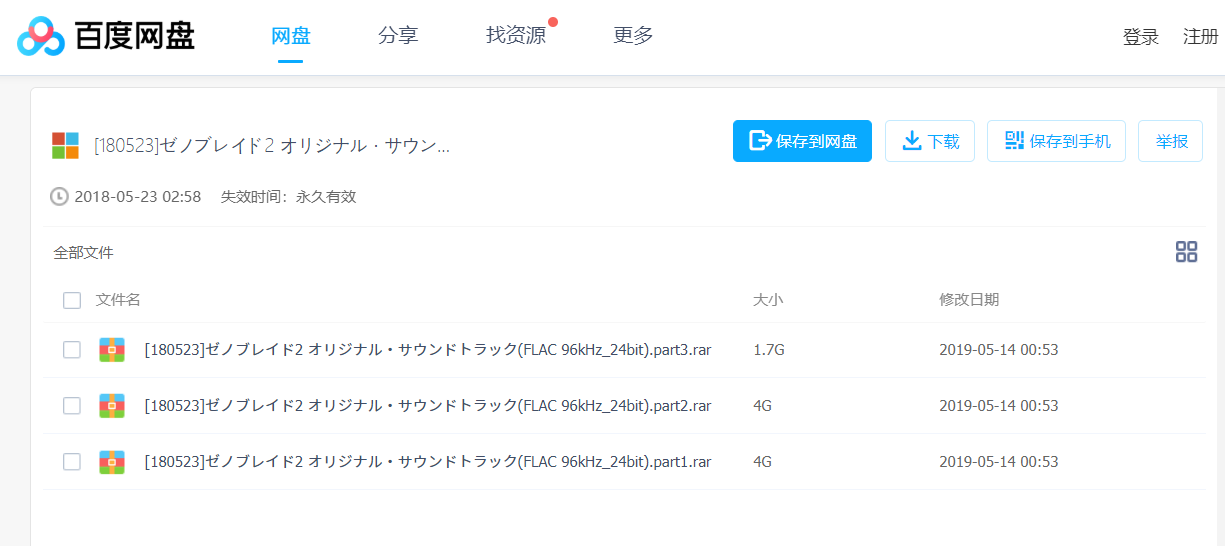 百度网盘 网盘 分享 找资源 更多 登录 注册
[180523]ゼノブレイド2 オリジナル・サウン... 保存到网盘 下载 保存到手机 举报
2018-05-23 02:58 失效时间：永久有效
全部文件
文件名 大小 修改日期
[180523]ゼノブレイド2 オリジナル・サウンドトラック(FLAC 96kHz_24bit).part3.rar 1.7G 2019-05-14 00:53
[180523]ゼノブレイド2 オリジナル・サウンドトラック(FLAC 96kHz_24bit).part2.rar 4G 2019-05-14 00:53
[180523]ゼノブレイド2 オリジナル・サウンドトラック(FLAC 96kHz_24bit).part1.rar 4G 2019-05-14 00:53